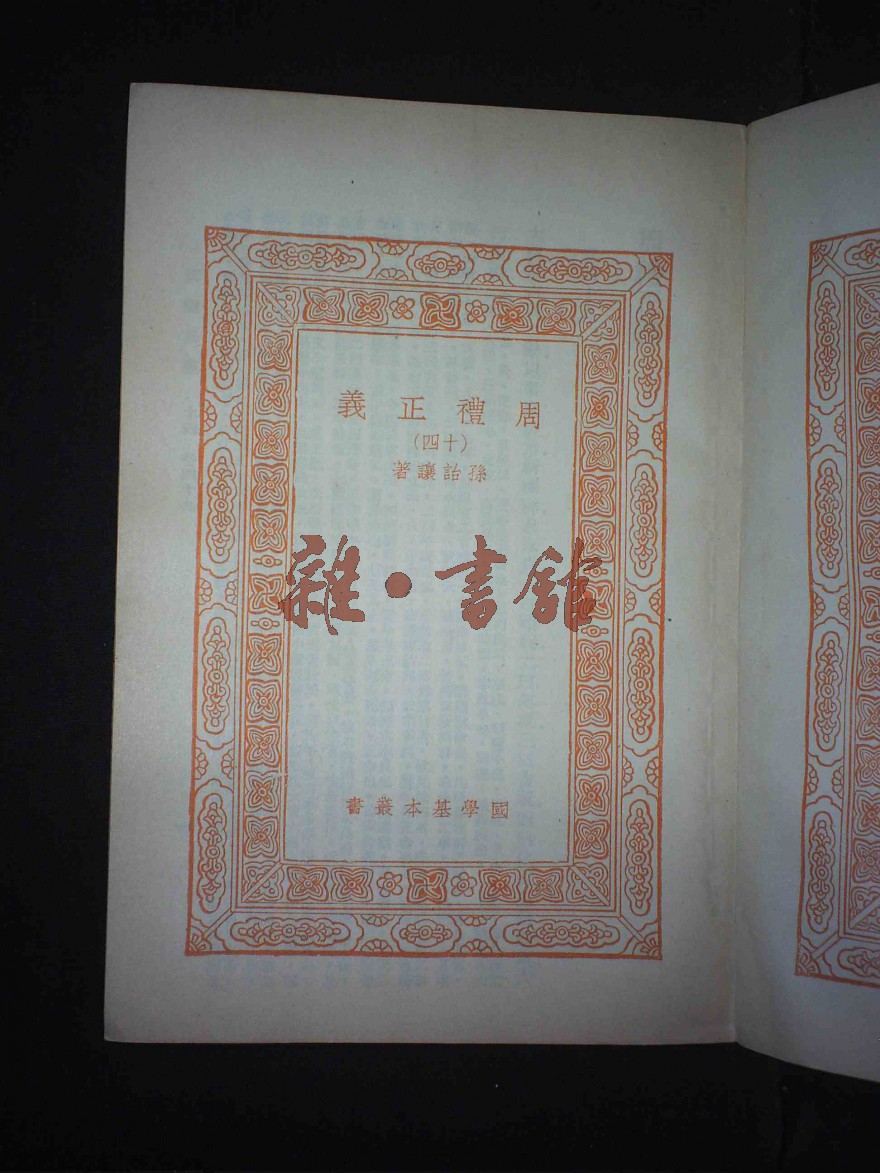 周禮正義
(十四)
孫詒讓著
雜·書館
國學基本叢書